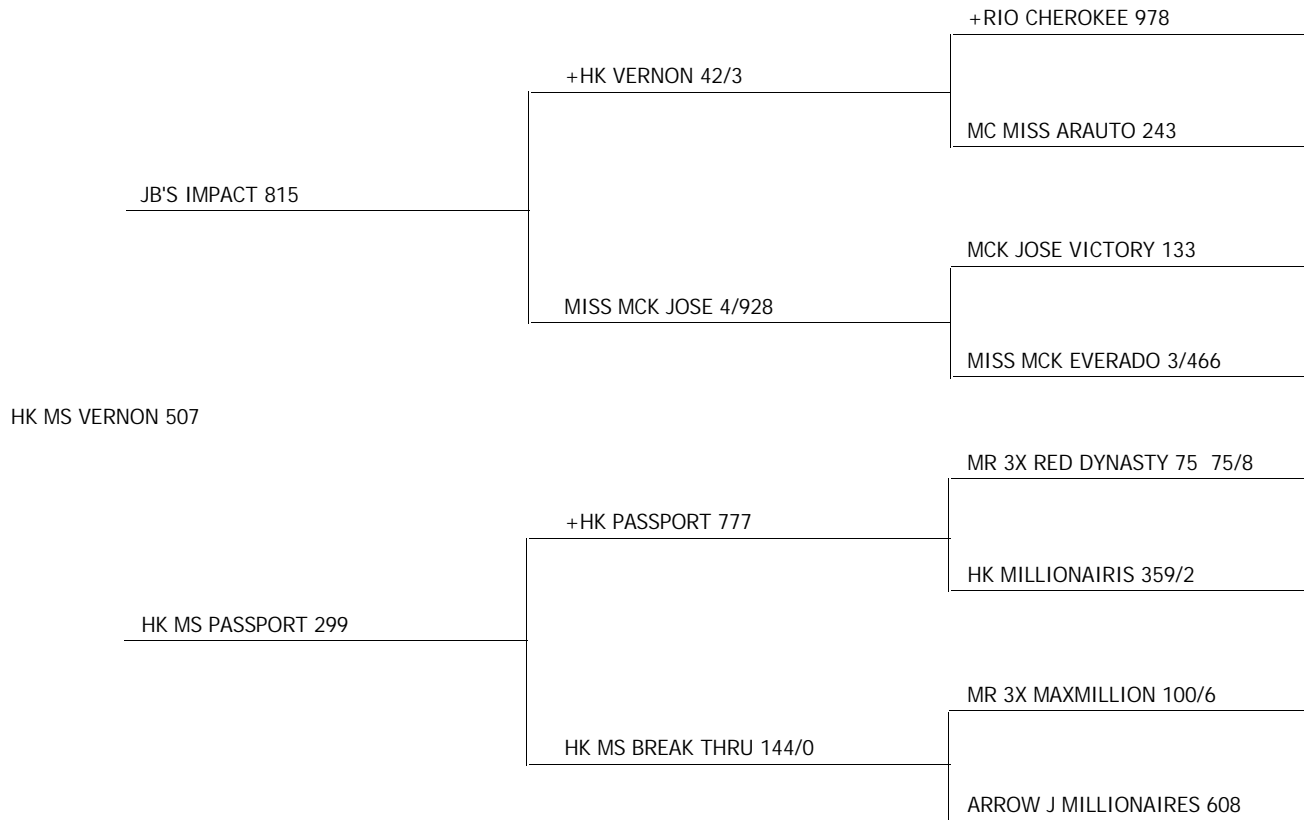 +RIO CHEROKEE 978
+HK VERNON 42/3
MC MISS ARAUTO 243
JB'S IMPACT 815
MCK JOSE VICTORY 133
MISS MCK JOSE 4/928
MISS MCK EVERADO 3/466
HK MS VERNON 507
MR 3X RED DYNASTY 75 75/8
+HK PASSPORT 777
HK MILLIONAIRIS 359/2
HK MS PASSPORT 299
MR 3X MAXMILLION 100/6
HK MS BREAK THRU 144/0
ARROW J MILLIONAIRES 608